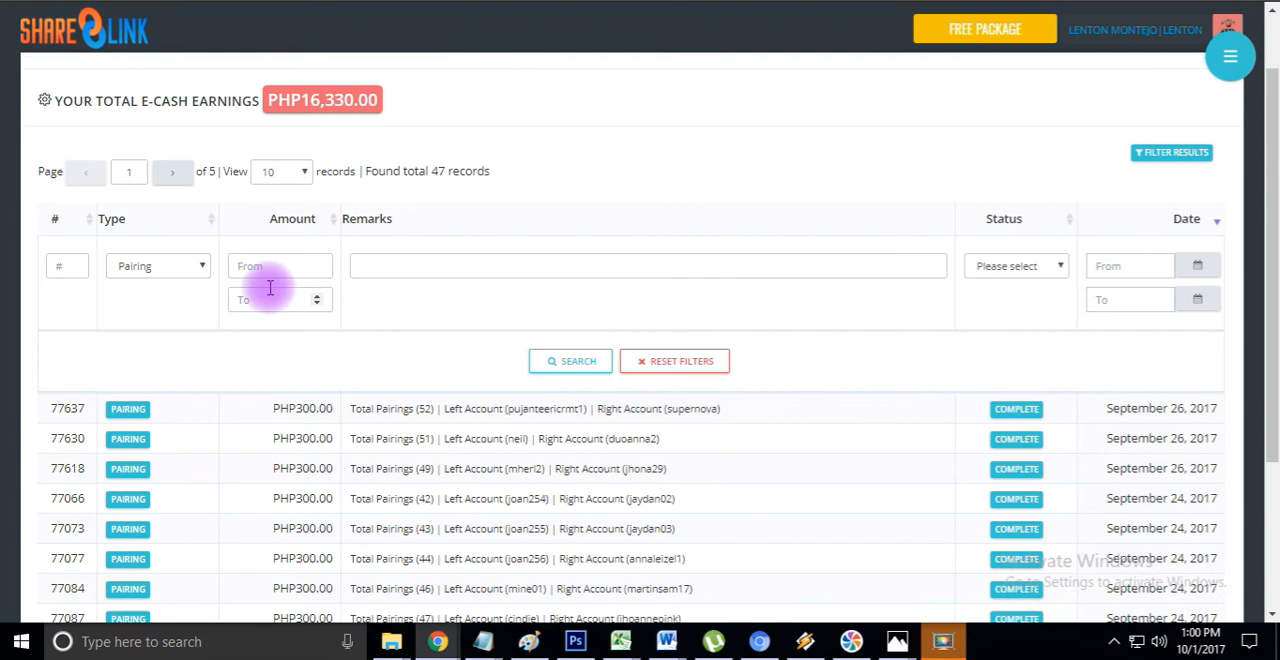 SHARE LINK
FREE PACKAGE
LENTON MONTEJO|LENTON
YOUR TOTAL E-CASH EARNINGS PHP16,330.00
FILTER RESULTS
Page ‹ 1 › of 5 | View 10 records | Found total 47 records
# Type Amount Remarks Status Date
# Pairing From Please select From
To To
SEARCH RESET FILTERS
77637 PAIRING PHP300.00 Total Pairings (52) | Left Account (pujanteericrmt1) | Right Account (supernova) COMPLETE September 26, 2017
77630 PAIRING PHP300.00 Total Pairings (51) | Left Account (neil) | Right Account (duoanna2) COMPLETE September 26, 2017
77618 PAIRING PHP300.00 Total Pairings (49) | Left Account (mherl2) | Right Account (jhona29) COMPLETE September 26, 2017
77066 PAIRING PHP300.00 Total Pairings (42) | Left Account (joan254) | Right Account (jaydan02) COMPLETE September 24, 2017
77073 PAIRING PHP300.00 Total Pairings (43) | Left Account (joan255) | Right Account (jaydan03) COMPLETE September 24, 2017
77077 PAIRING PHP300.00 Total Pairings (44) | Left Account (joan256) | Right Account (annaleizel1) COMPLETE September 24, 2017
Activate Windows
Go to Settings to activate Windows.
77084 PAIRING PHP300.00 Total Pairings (46) | Left Account (mine01) | Right Account (martinsam17) COMPLETE September 24, 2017
77087 PAIRING PHP300.00 Total Pairings (47) | Left Account (cindie) | Right Account (jhoannepink) COMPLETE September 24, 2017
Type here to search
1:00 PM
10/1/2017